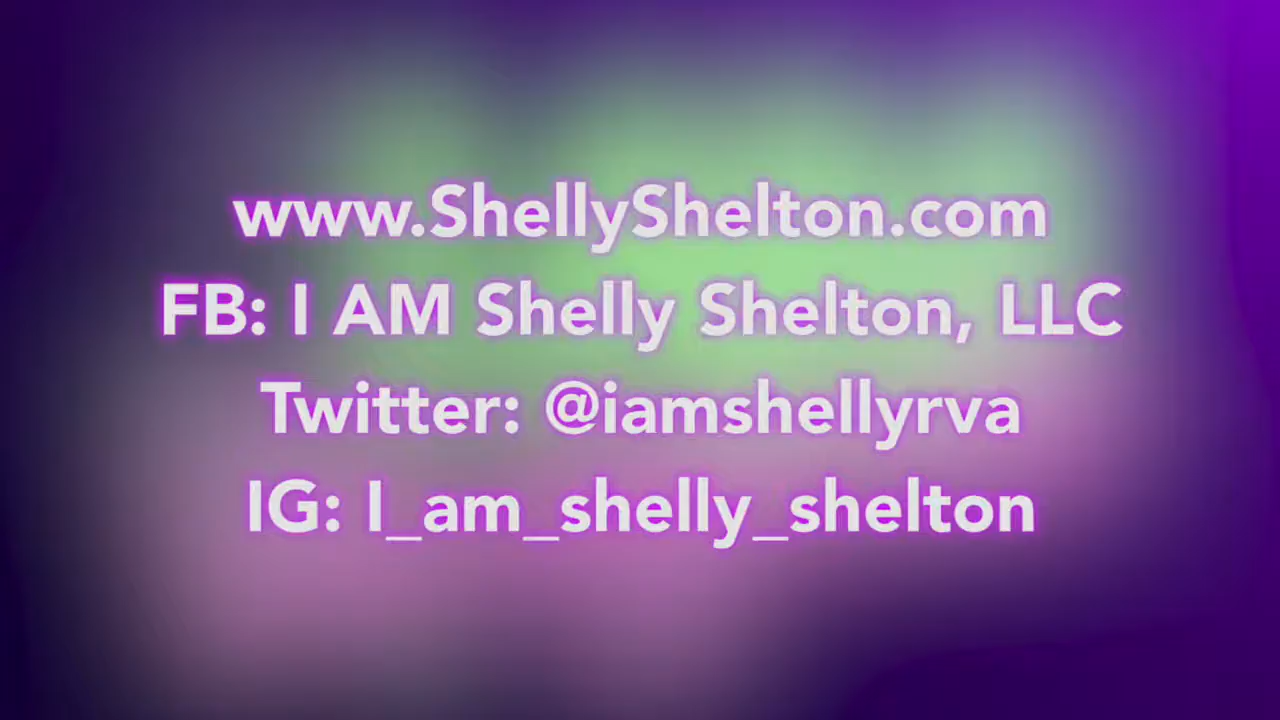 www.ShellyShelton.com
FB: I AM Shelly Shelton, LLC
Twitter: @iamshellyrva
IG: I_am_shelly_shelton